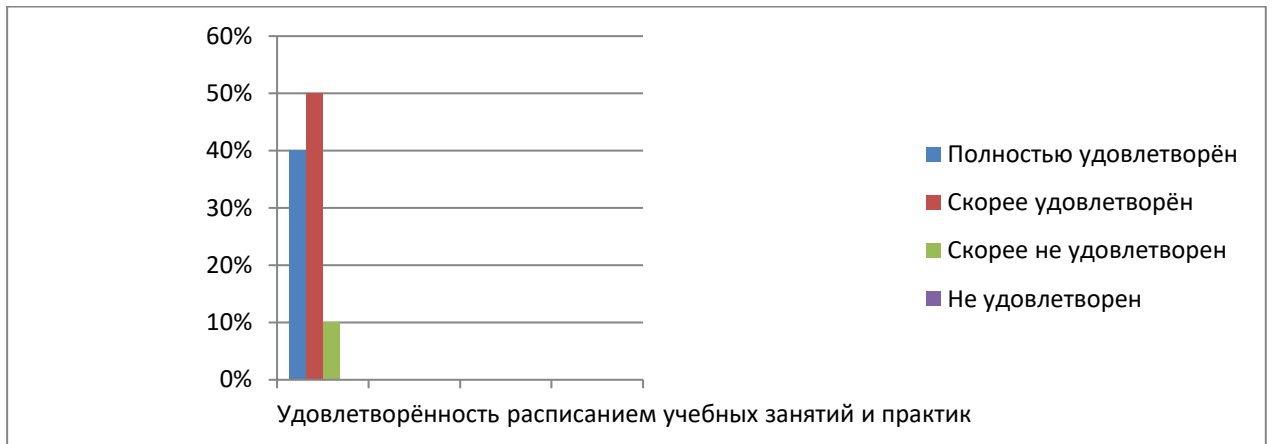 60%
50%
40%
30%
20%
10%
0%
Удовлетворённость расписанием учебных занятий и практик
Полностью удовлетворён
Скорее удовлетворён
Скорее не удовлетворен
Не удовлетворен